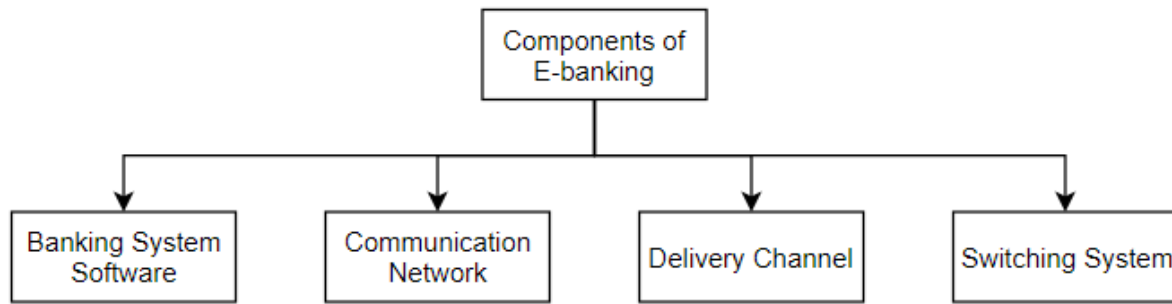 Components of
E-banking
Banking System
Software
Communication
Network
Delivery Channel
Switching System